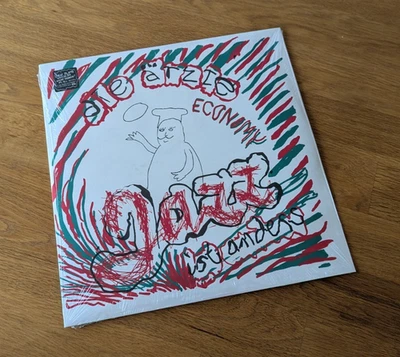 die ärzte
ECONOMY
jazz
ist anders